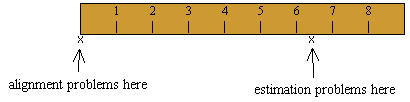 1 2 3 4 5 6 7 8
x x
alignment problems here estimation problems here